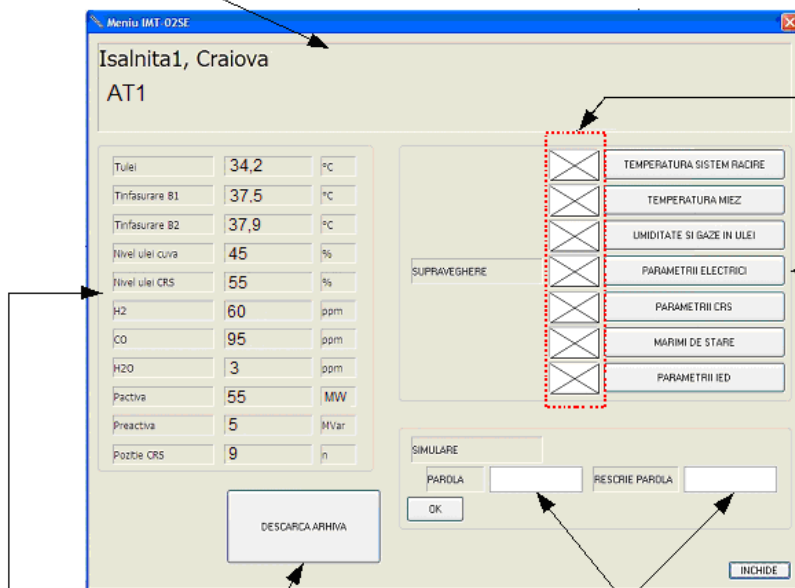 Meniu IMT-02SE
Isalnita1, Craiova
AT1
Tulei 34,2 °C
Tinfasurare B1 37,5 °C
Tinfasurare B2 37,9 °C
Nivel ulei cuva 45 %
Nivel ulei CRS 55 %
H2 60 ppm
CO 95 ppm
H2O 3 ppm
Pactiva 55 MW
Preactiva 5 MVar
Pozitie CRS 9 n
DESCARCA ARHIVA
SUPRAVEGHERE
TEMPERATURA SISTEM RACIRE
TEMPERATURA MIEZ
UMIDITATE SI GAZE IN ULEI
PARAMETRII ELECTRICI
PARAMETRII CRS
MARIMI DE STARE
PARAMETRII IED
SIMULARE
PAROLA RESCRIE PAROLA
OK
INCHIDE